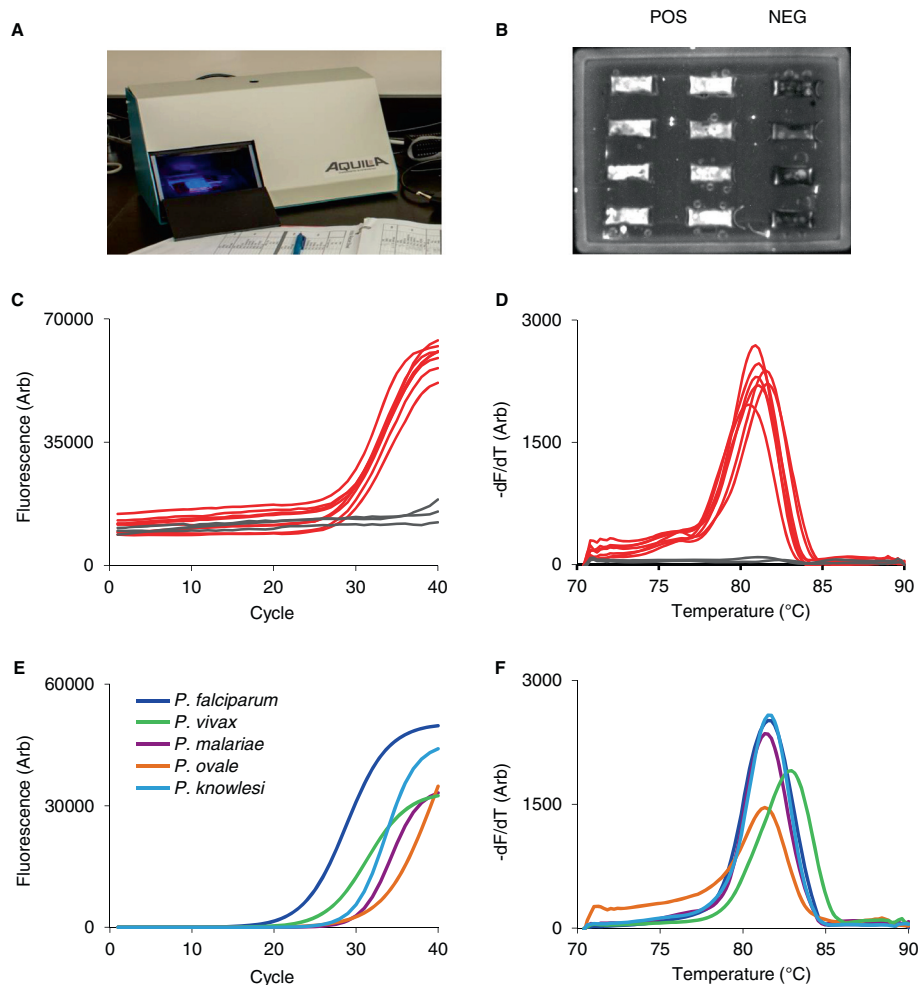 A
AQUILA
B
POS NEG
C
70000
35000
0
Fluorescence (Arb)
0 10 20 30 40
Cycle
D
3000
1500
0
-dF/dT (Arb)
70 75 80 85 90
Temperature (°C)
E
60000
30000
0
Fluorescence (Arb)
P. falciparum
P. vivax
P. malariae
P. ovale
P. knowlesi
0 10 20 30 40
Cycle
F
3000
1500
0
-dF/dT (Arb)
70 75 80 85 90
Temperature (°C)